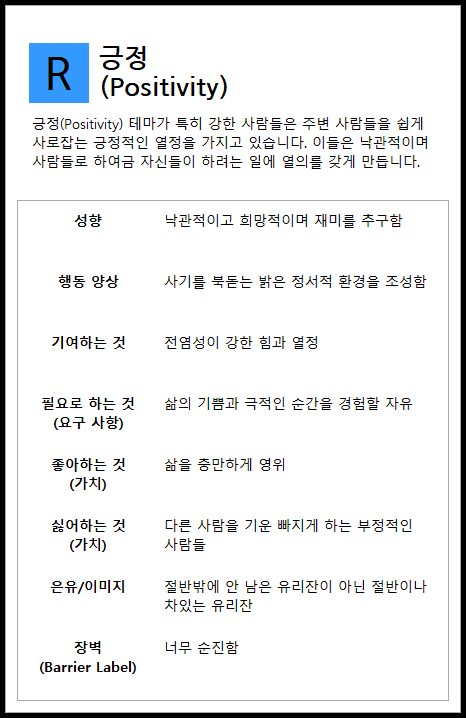 R
긍정
(Positivity)
긍정(Positivity) 테마가 특히 강한 사람들은 주변 사람들을 쉽게
사로잡는 긍정적인 열정을 가지고 있습니다. 이들은 낙관적이며
사람들로 하여금 자신들이 하려는 일에 열의를 갖게 만듭니다.
성향
낙관적이고 희망적이며 재미를 추구함
행동 양상
사기를 북돋는 밝은 정서적 환경을 조성함
기여하는 것
전염성이 강한 힘과 열정
필요로 하는 것
(요구 사항)
삶의 기쁨과 극적인 순간을 경험할 자유
좋아하는 것
(가치)
삶을 충만하게 영위
싫어하는 것
(가치)
다른 사람을 기운 빠지게 하는 부정적인
사람들
은유/이미지
절반밖에 안 남은 유리잔이 아닌 절반이나
차있는 유리잔
장벽
(Barrier Label)
너무 순진함